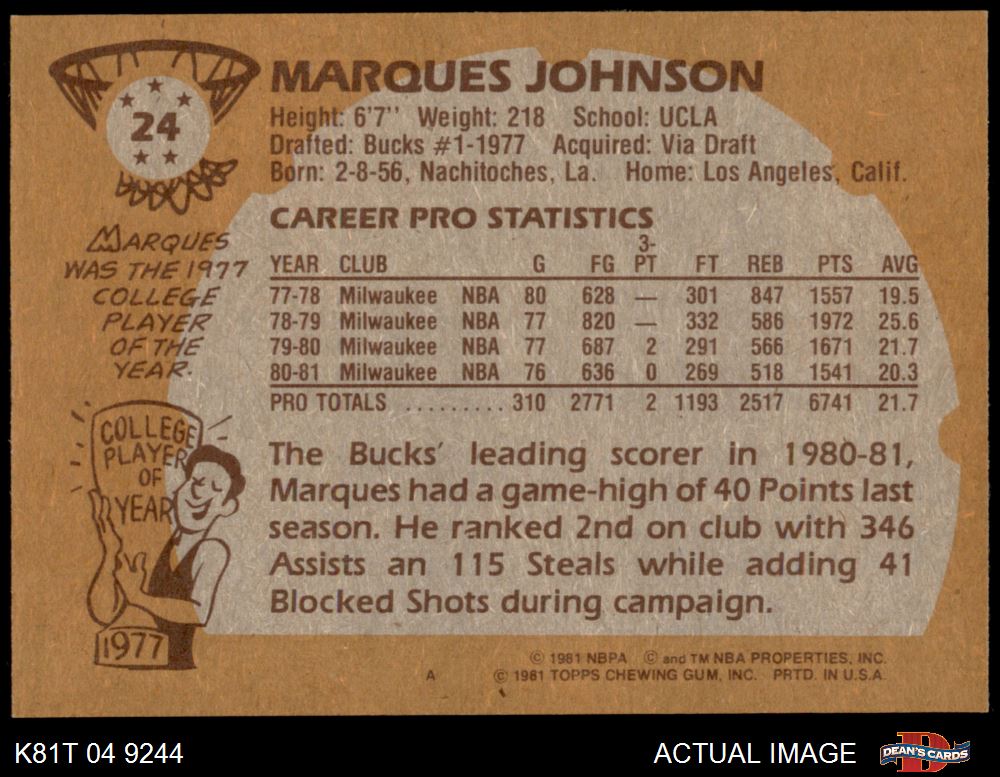 24
MARQUES JOHNSON
Height: 6'7'' Weight: 218 School: UCLA
Drafted: Bucks #1-1977 Acquired: Via Draft
Born: 2-8-56, Nachitoches, La. Home: Los Angeles, Calif.
MARQUES
WAS THE 1977
COLLEGE
PLAYER
OF THE
YEAR.
COLLEGE
PLAYER
OF
YEAR
1977
CAREER PRO STATISTICS
YEAR CLUB G FG 3-PT FT REB PTS AVG
77-78 Milwaukee NBA 80 628 — 301 847 1557 19.5
78-79 Milwaukee NBA 77 820 — 332 586 1972 25.6
79-80 Milwaukee NBA 77 687 2 291 566 1671 21.7
80-81 Milwaukee NBA 76 636 0 269 518 1541 20.3
PRO TOTALS ......... 310 2771 2 1193 2517 6741 21.7
The Bucks' leading scorer in 1980-81,
Marques had a game-high of 40 Points last
season. He ranked 2nd on club with 346
Assists an 115 Steals while adding 41
Blocked Shots during campaign.
© 1981 NBPA © and TM NBA PROPERTIES, INC.
A © 1981 TOPPS CHEWING GUM, INC. PRTD. IN U.S.A.
K81T 04 9244 ACTUAL IMAGE DEAN'S CARDS